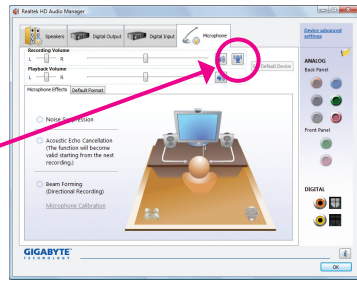 Realtek HD Audio Manager
Speakers
Digital Output
Digital Input
Microphone
Device advanced
settings
Recording Volume
L
R
Default Device
Playback Volume
L
R
Microphone Effects
Default Format
ANALOG
Back Panel
Noise Suppression
Acoustic Echo Cancellation
(The function will become
valid starting from the next
recording.)
Front Panel
Beam Forming
(Directional Recording)
Microphone Calibration
DIGITAL
GIGABYTE
TECHNOLOGY
OK